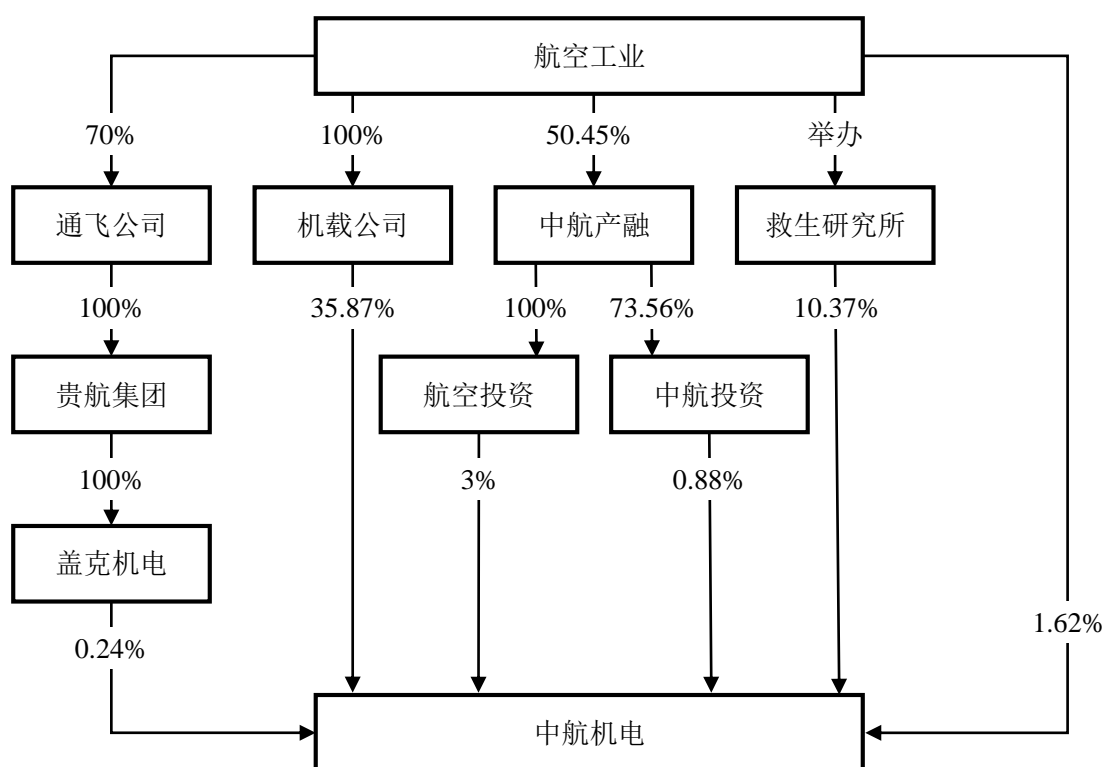 航空工业
70%
100%
50.45%
举办
通飞公司
机载公司
中航产融
救生研究所
100%
35.87%
100%
73.56%
10.37%
贵航集团
航空投资
中航投资
100%
3%
0.88%
盖克机电
0.24%
1.62%
中航机电